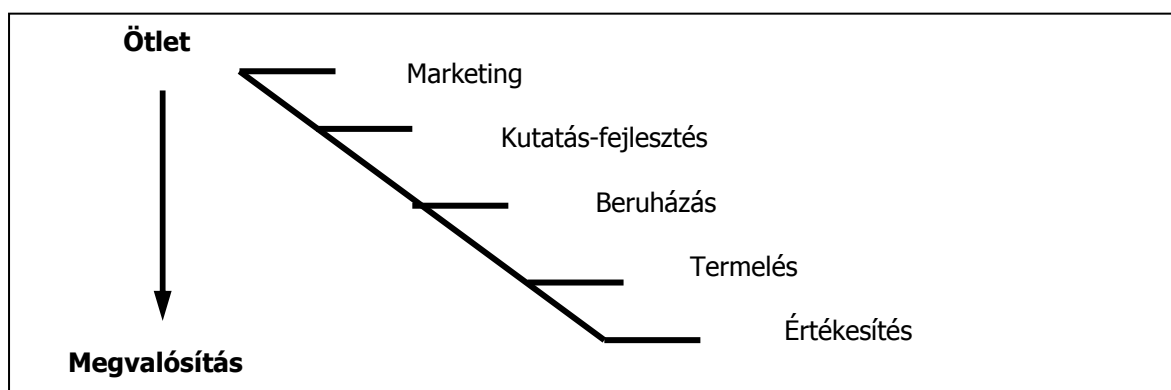 Ötlet
Marketing
Kutatás-fejlesztés
Beruházás
Termelés
Értékesítés
Megvalósítás